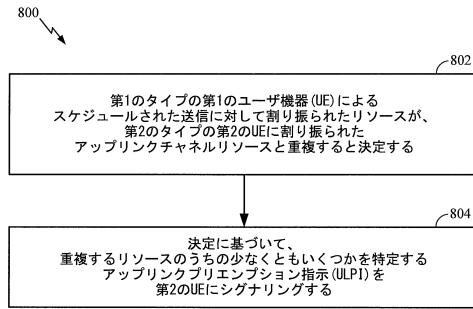 800
802
第1のタイプの第1のユーザ機器(UE)による
スケジュールされた送信に対して割り振られたリソースが、
第2のタイプの第2のUEに割り振られた
アップリンクチャネルリソースと重複すると決定する
804
決定に基づいて、
重複するリソースのうちの少なくともいくつかを特定する
アップリンクプリエンプション指示(ULPI)を
第2のUEにシグナリングする